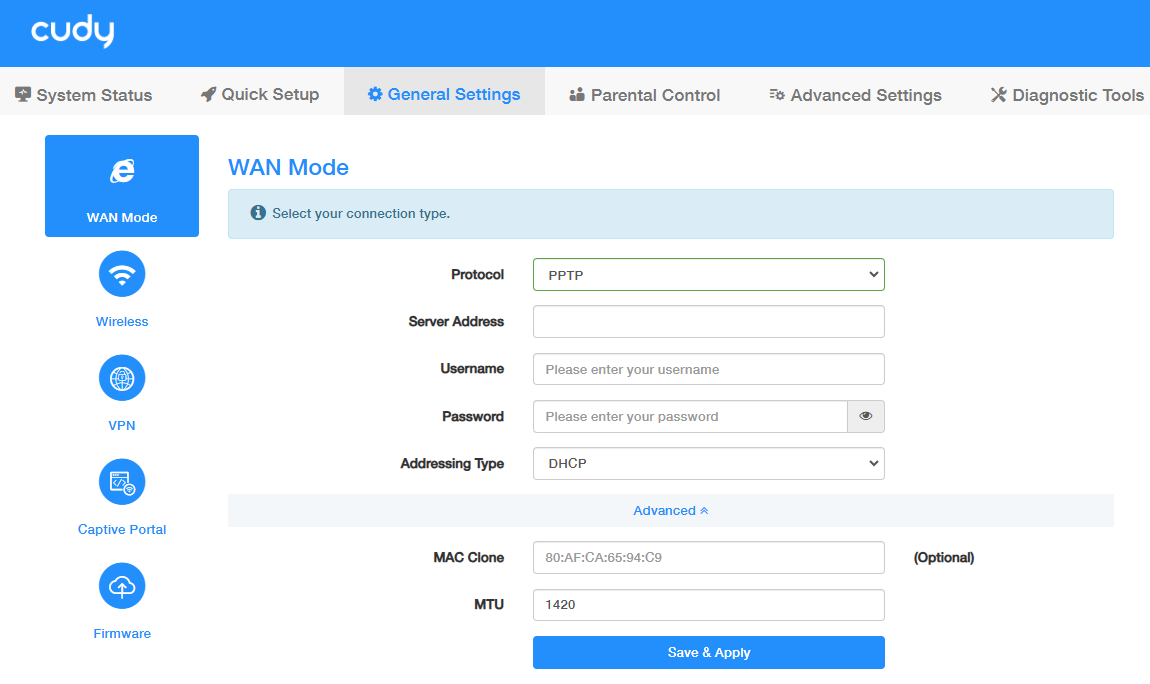 cudy
System Status Quick Setup General Settings Parental Control Advanced Settings Diagnostic Tools
WAN Mode
Wireless
VPN
Captive Portal
Firmware
WAN Mode
Select your connection type.
Protocol PPTP
Server Address
Username Please enter your username
Password Please enter your password
Addressing Type DHCP
Advanced
MAC Clone 80:AF:CA:65:94:C9 (Optional)
MTU 1420
Save & Apply